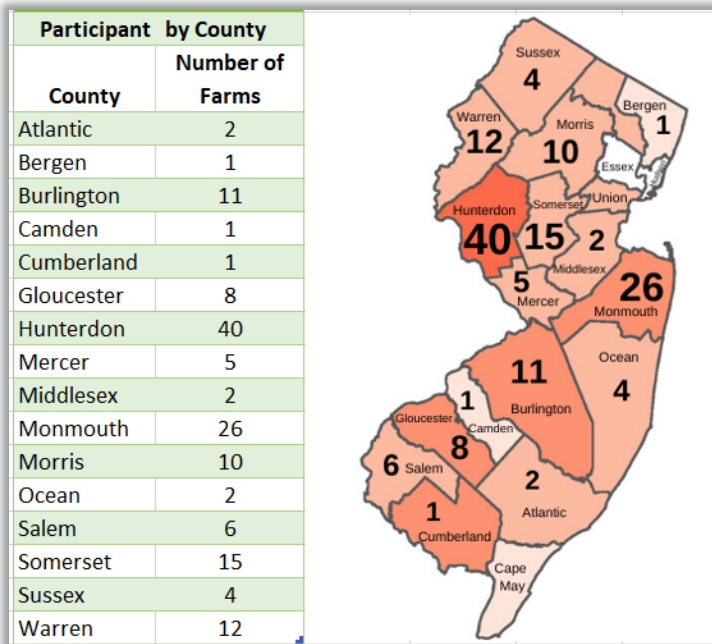 Participant by County
County Number of Farms
Atlantic 2
Bergen 1
Burlington 11
Camden 1
Cumberland 1
Gloucester 8
Hunterdon 40
Mercer 5
Middlesex 2
Monmouth 26
Morris 10
Ocean 2
Salem 6
Somerset 15
Sussex 4
Warren 12
Sussex
4
Bergen
1
Warren
12
Morris
10
Essex
Hudson
Union
Hunterdon
40
Somerset
15
2
Middlesex
5
Mercer
26
Monmouth
Ocean
4
11
Burlington
1
Camden
Gloucester
8
6 Salem
2
Atlantic
1
Cumberland
Cape
May